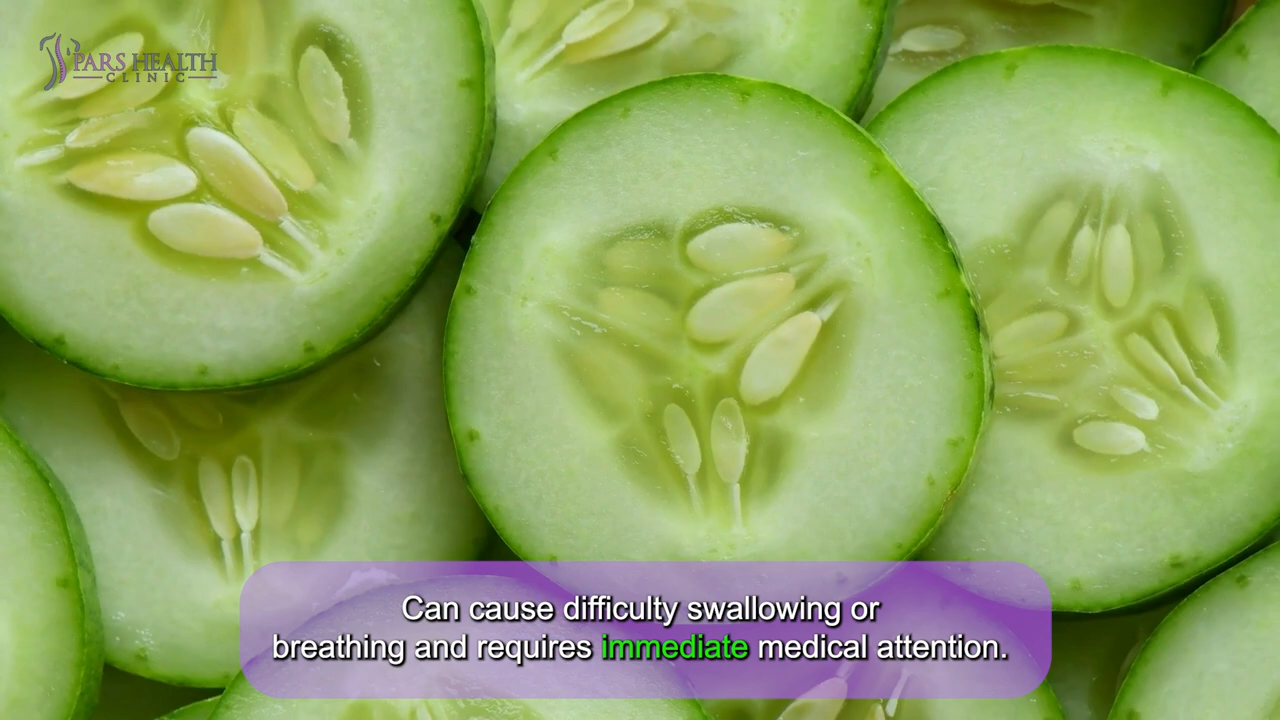 PARS HEALTH
CLINIC
Can cause difficulty swallowing or
breathing and requires immediate medical attention.